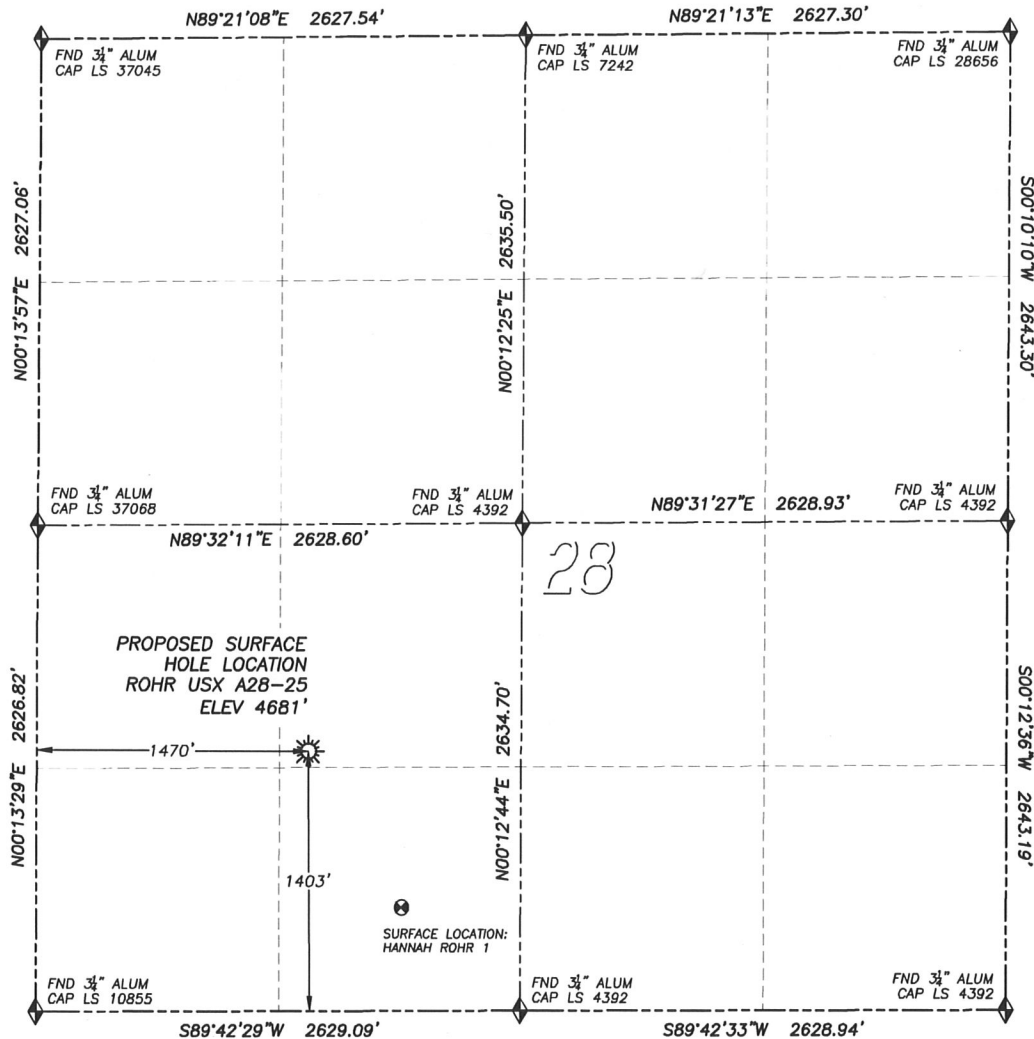 N89°21'08"E 2627.54'
N89°21'13"E 2627.30'
FND 3¼" ALUM
CAP LS 37045
FND 3¼" ALUM
CAP LS 7242
FND 3¼" ALUM
CAP LS 28656
N00°13'57"E 2627.06'
N00°12'25"E 2635.50'
S00°10'10"W 2643.30'
FND 3¼" ALUM
CAP LS 37068
FND 3¼" ALUM
CAP LS 4392
FND 3¼" ALUM
CAP LS 4392
N89°32'11"E 2628.60'
N89°31'27"E 2628.93'
28
PROPOSED SURFACE
HOLE LOCATION
ROHR USX A28-25
ELEV 4681'
N00°13'29"E 2626.82'
N00°12'44"E 2634.70'
S00°12'36"W 2643.19'
1470'
1403'
SURFACE LOCATION:
HANNAH ROHR 1
FND 3¼" ALUM
CAP LS 10855
FND 3¼" ALUM
CAP LS 4392
FND 3¼" ALUM
CAP LS 4392
S89°42'29"W 2629.09'
S89°42'33"W 2628.94'